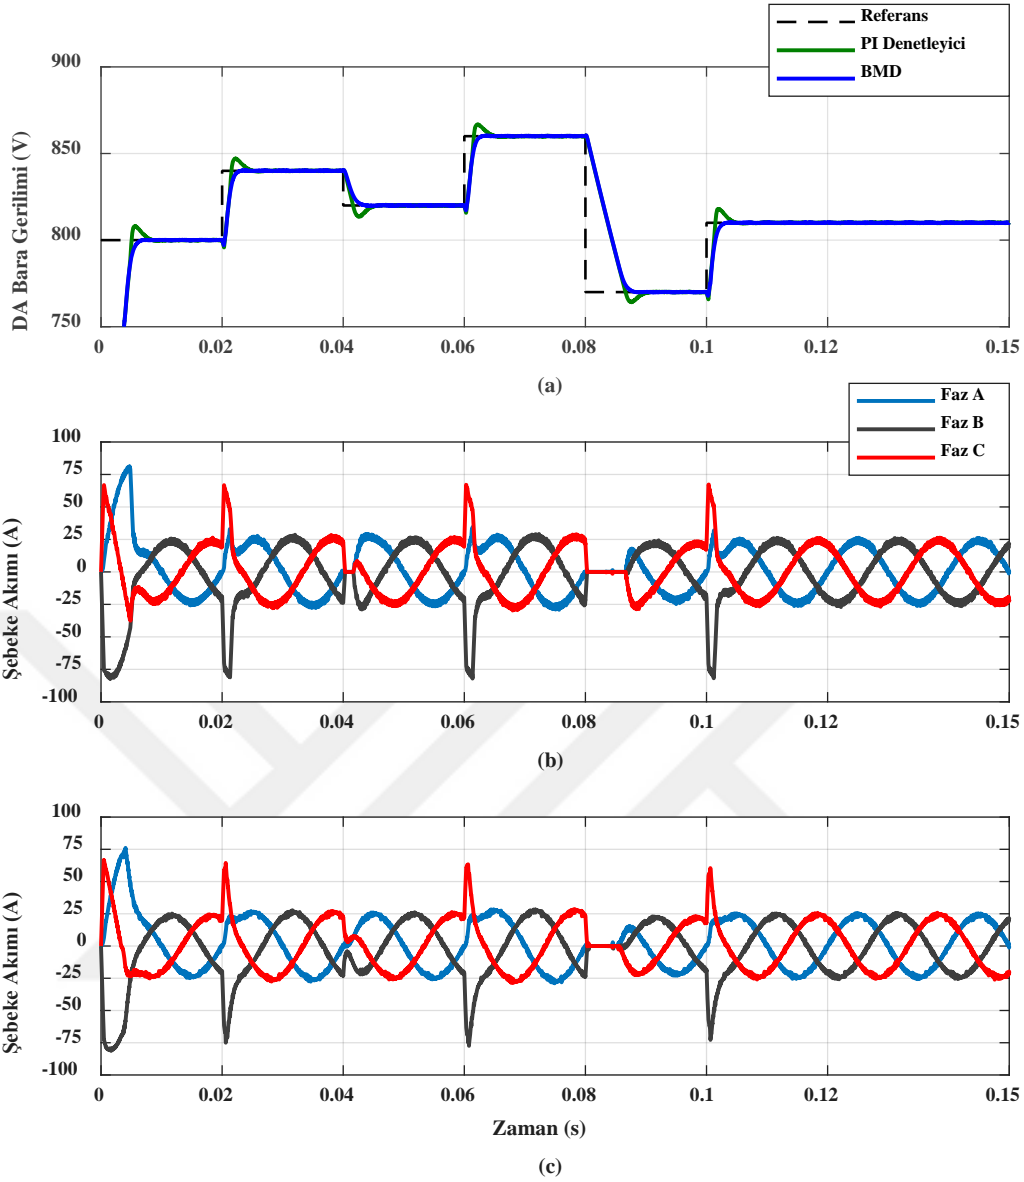 Referans
PI Denetleyici
BMD
900
850
800
750
DA Bara Gerilimi (V)
0 0.02 0.04 0.06 0.08 0.1 0.12 0.15
(a)
Faz A
Faz B
Faz C
100
75
50
25
0
-25
-50
-75
-100
Şebeke Akımı (A)
0 0.02 0.04 0.06 0.08 0.1 0.12 0.15
(b)
100
75
50
25
0
-25
-50
-75
-100
Şebeke Akımı (A)
0 0.02 0.04 0.06 0.08 0.1 0.12 0.15
Zaman (s)
(c)